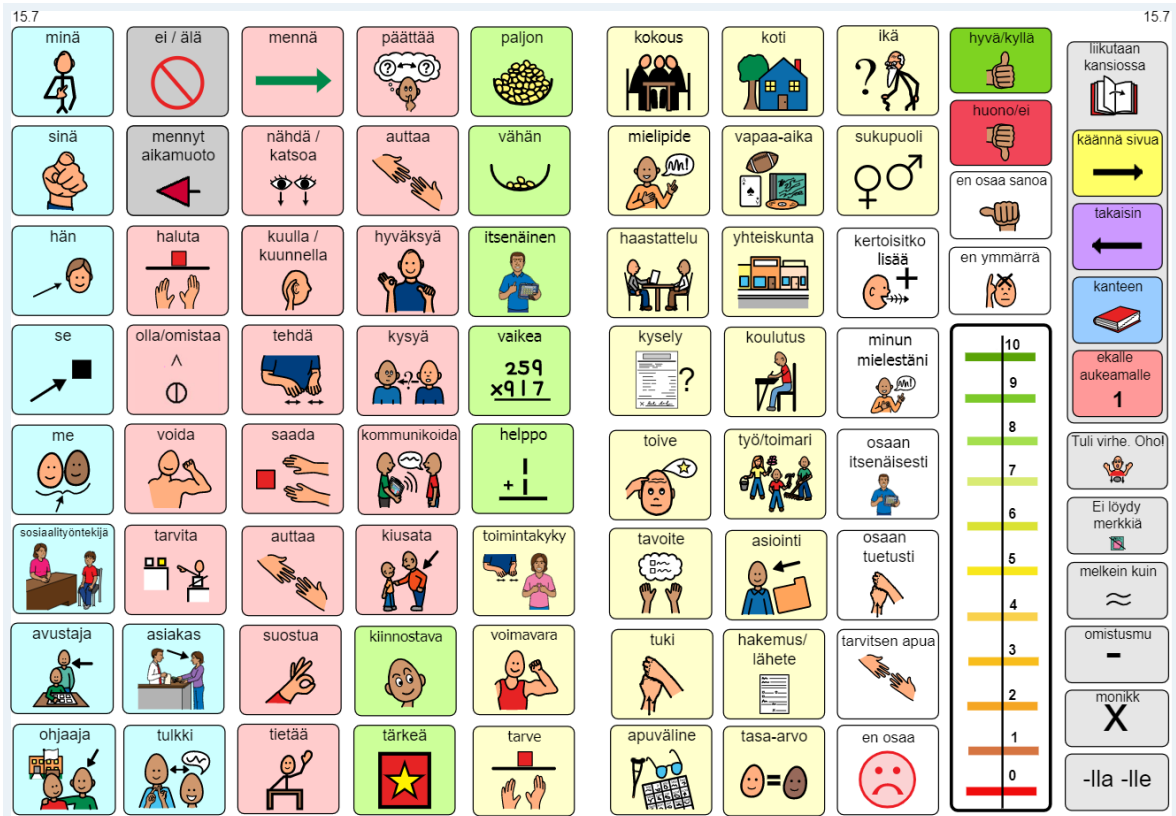 15.7
15.7
minä
ei / älä
mennä
päättää
paljon
kokous
koti
ikä
hyvä/kyllä
liikutaan
kansiossa
sinä
mennyt
aikamuoto
nähdä /
katsoa
auttaa
vähän
mielipide
vapaa-aika
sukupuoli
huono/ei
käännä sivua
en osaa sanoa
takaisin
hän
haluta
kuulla /
kuunnella
hyväksyä
itsenäinen
haastattelu
yhteiskunta
kertoisitko
lisää
en ymmärrä
kanteen
se
olla/omistaa
tehdä
kysyä
vaikea
259
x917
kysely
koulutus
minun
mielestäni
10
9
8
7
6
5
4
3
2
1
0
ekalle
aukeamalle
1
me
voida
saada
kommunikoida
helppo
1
+ 1
toive
työ/toimari
osaan
itsenäisesti
Tuli virhe. Oho!
Ei löydy
merkkiä
sosiaalityöntekijä
tarvita
auttaa
kiusata
toimintakyky
tavoite
asiointi
osaan
tuetusti
melkein kuin
≈
avustaja
asiakas
suostua
kiinnostava
voimavara
tuki
hakemus/
lähete
tarvitsen apua
omistusmu
-
monikk
X
ohjaaja
tulkki
tietää
tärkeä
tarve
apuväline
tasa-arvo
en osaa
-lla -lle